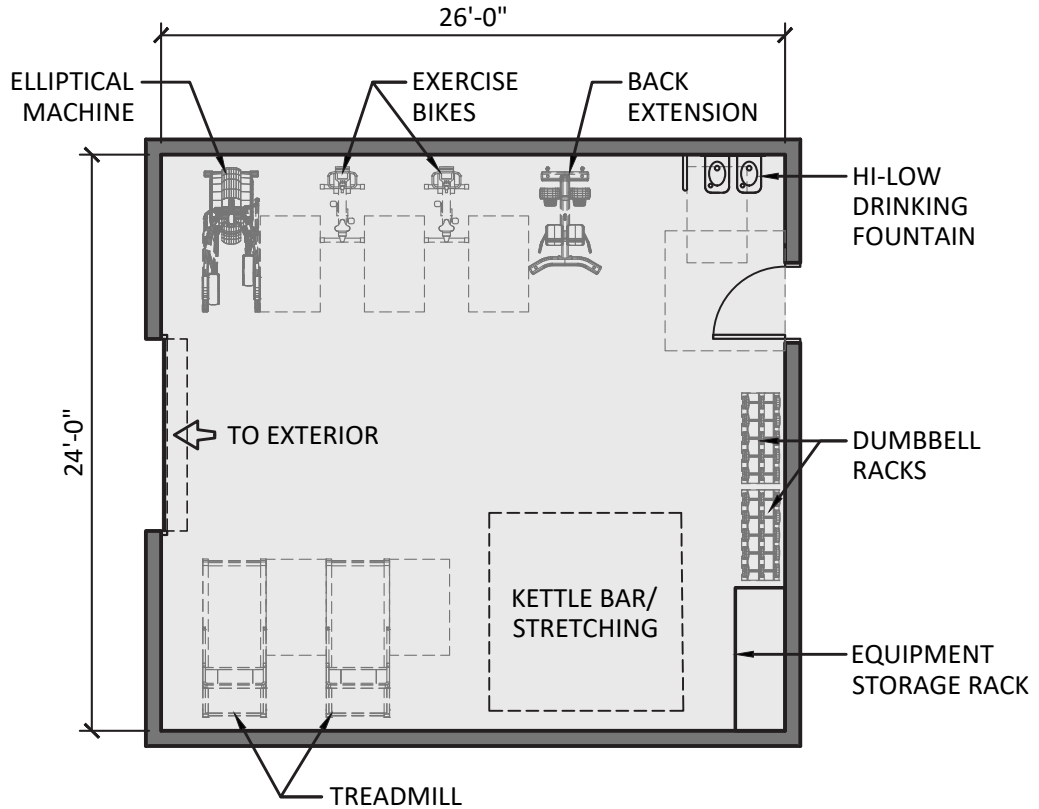 26'-0"
ELLIPTICAL
MACHINE
EXERCISE
BIKES
BACK
EXTENSION
HI-LOW
DRINKING
FOUNTAIN
24'-0"
TO EXTERIOR
DUMBBELL
RACKS
KETTLE BAR/
STRETCHING
EQUIPMENT
STORAGE RACK
TREADMILL